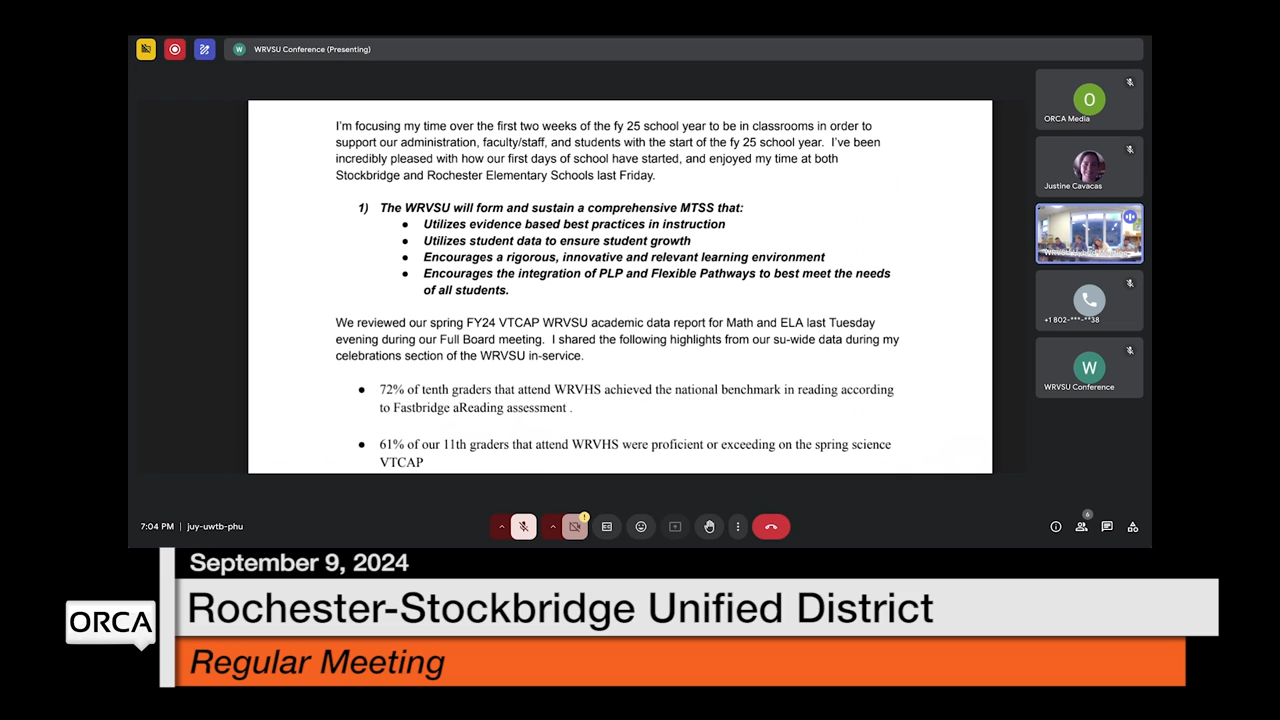 WRVSU Conference (Presenting)
W
I'm focusing my time over the first two weeks of the fy 25 school year to be in classrooms in order to
support our administration, faculty/staff, and students with the start of the fy 25 school year. I've been
incredibly pleased with how our first days of school have started, and enjoyed my time at both
Stockbridge and Rochester Elementary Schools last Friday.
1) The WRVSU will form and sustain a comprehensive MTSS that:
● Utilizes evidence based best practices in instruction
● Utilizes student data to ensure student growth
● Encourages a rigorous, innovative and relevant learning environment
● Encourages the integration of PLP and Flexible Pathways to best meet the needs
of all students.
We reviewed our spring FY24 VTCAP WRVSU academic data report for Math and ELA last Tuesday
evening during our Full Board meeting. I shared the following highlights from our su-wide data during my
celebrations section of the WRVSU in-service.
● 72% of tenth graders that attend WRVHS achieved the national benchmark in reading according
to Fastbridge aReading assessment .
● 61% of our 11th graders that attend WRVHS were proficient or exceeding on the spring science
VTCAP
O
ORCA Media
Justine Cavacas
+1 802-***-**38
W
WRVSU Conference
7:04 PM | juy-uwtb-phu
6
September 9, 2024
ORCA
Rochester-Stockbridge Unified District
Regular Meeting